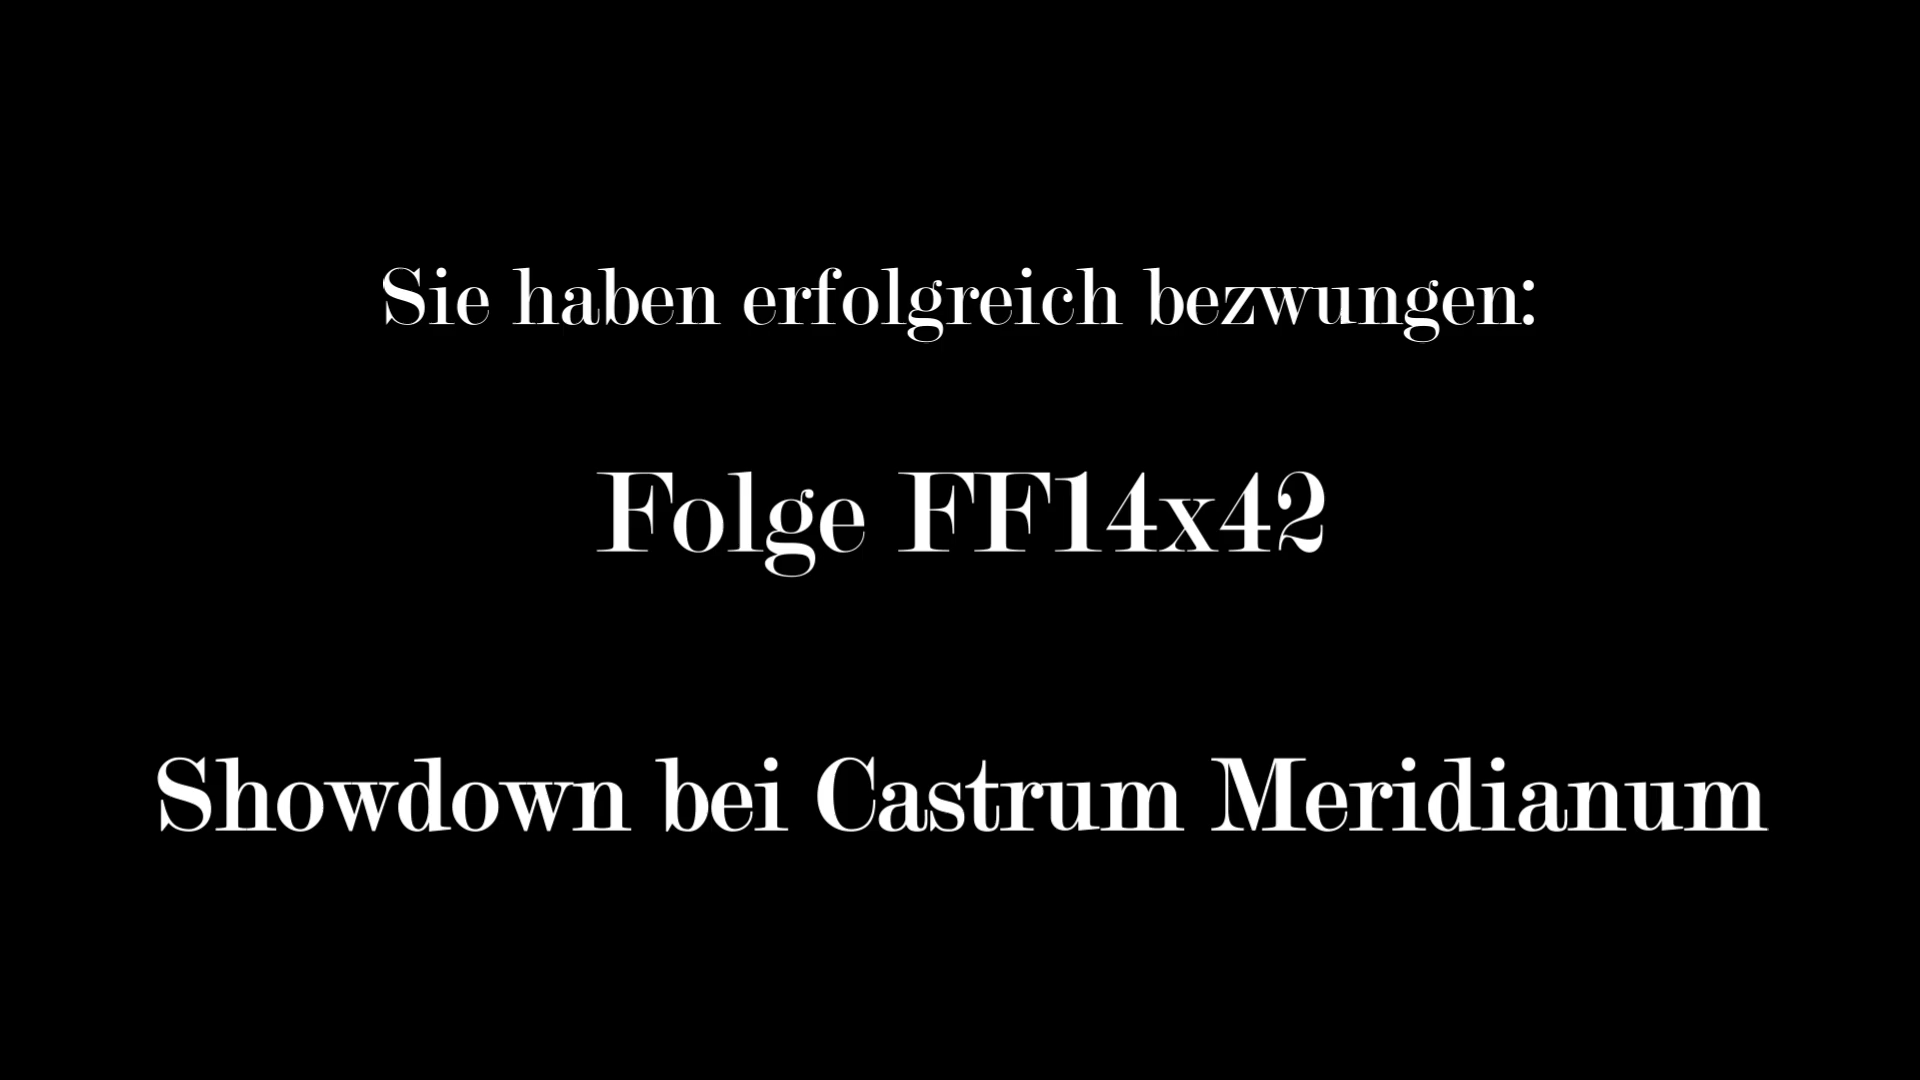 Sie haben erfolgreich bezwungen:
Folge FF14x42
Showdown bei Castrum Meridianum